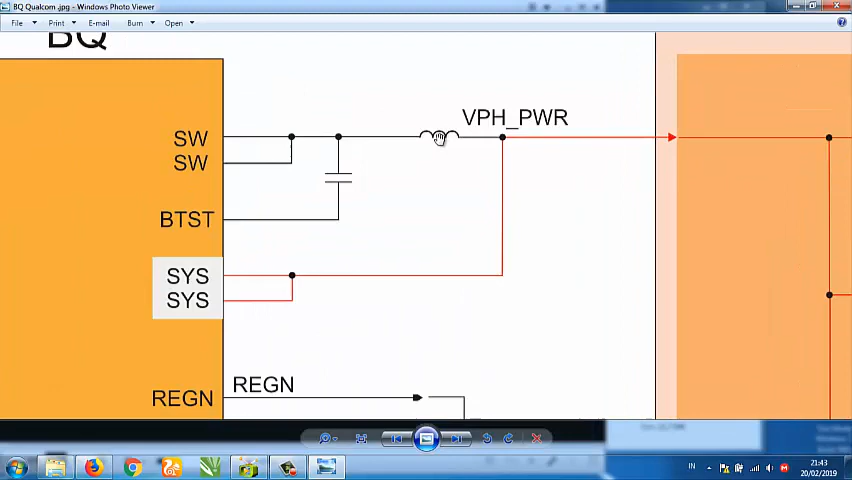 BQ Qualcom .jpg - Windows Photo Viewer
File Print E-mail Burn Open
BQ
VPH_PWR
SW
SW
BTST
SYS
SYS
REGN
REGN
IN
21:43
20/02/2019